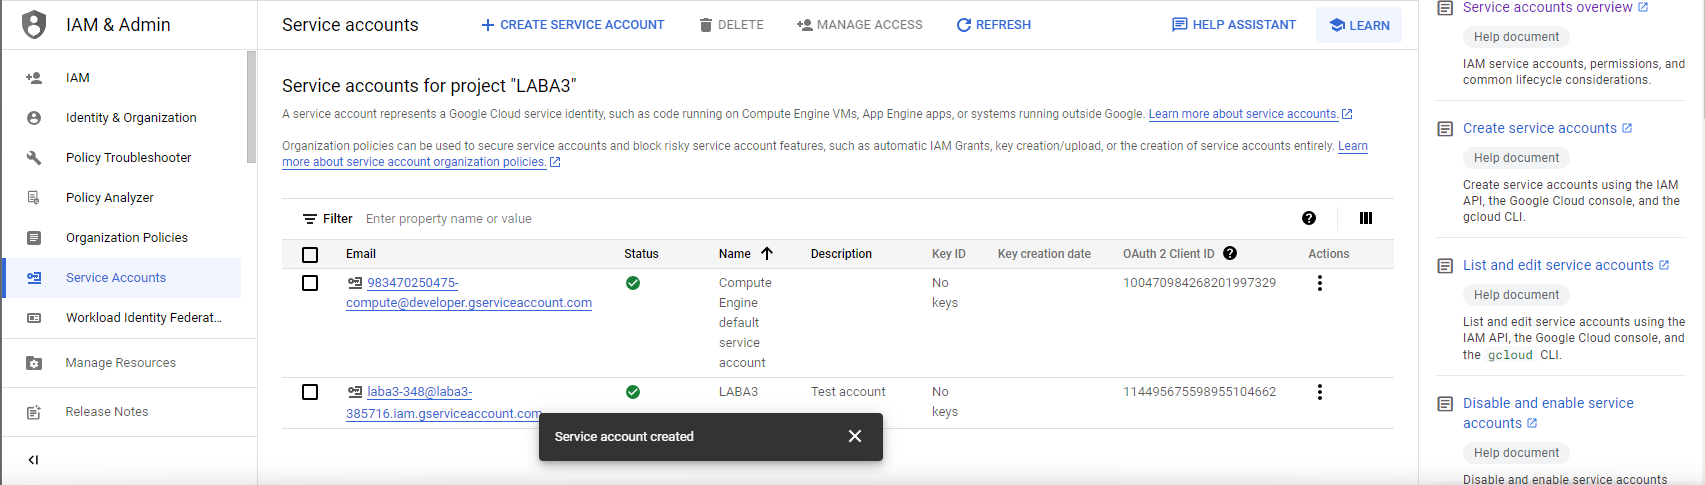 IAM & Admin
IAM
Identity & Organization
Policy Troubleshooter
Policy Analyzer
Organization Policies
Service Accounts
Workload Identity Federat...
Manage Resources
Release Notes
Service accounts
CREATE SERVICE ACCOUNT
DELETE
MANAGE ACCESS
REFRESH
HELP ASSISTANT
LEARN
Service accounts for project "LABA3"
A service account represents a Google Cloud service identity, such as code running on Compute Engine VMs, App Engine apps, or systems running outside Google. Learn more about service accounts.
Organization policies can be used to secure service accounts and block risky service account features, such as automatic IAM Grants, key creation/upload, or the creation of service accounts entirely. Learn
more about service account organization policies.
Filter Enter property name or value
Email Status Name Description Key ID Key creation date OAuth 2 Client ID Actions
983470250475-
compute@developer.gserviceaccount.com
Compute
Engine
default
service
account
No
keys
100470984268201997329
laba3-348@laba3-
385716.iam.gserviceaccount.com
LABA3
Test account
No
keys
114495675598955104662
Service account created
Service accounts overview
Help document
IAM service accounts, permissions, and
common lifecycle considerations.
Create service accounts
Help document
Create service accounts using the IAM
API, the Google Cloud console, and the
gcloud CLI.
List and edit service accounts
Help document
List and edit service accounts using the
IAM API, the Google Cloud console, and
the gcloud CLI.
Disable and enable service
accounts
Help document
Disable and enable service accounts